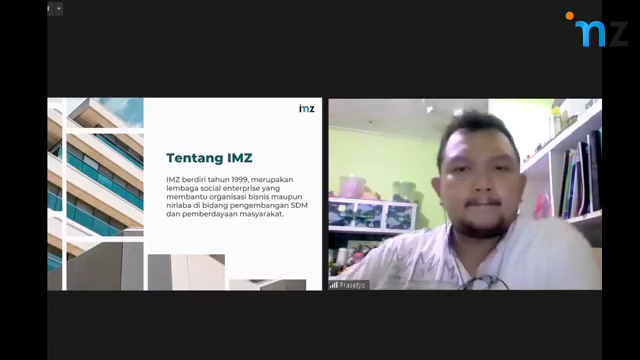 imz
imz
Tentang IMZ
IMZ berdiri tahun 1999, merupakan
lembaga social enterprise yang
membantu organisasi bisnis maupun
nirlaba di bidang pengembangan SDM
dan pemberdayaan masyarakat.
Prasetyo